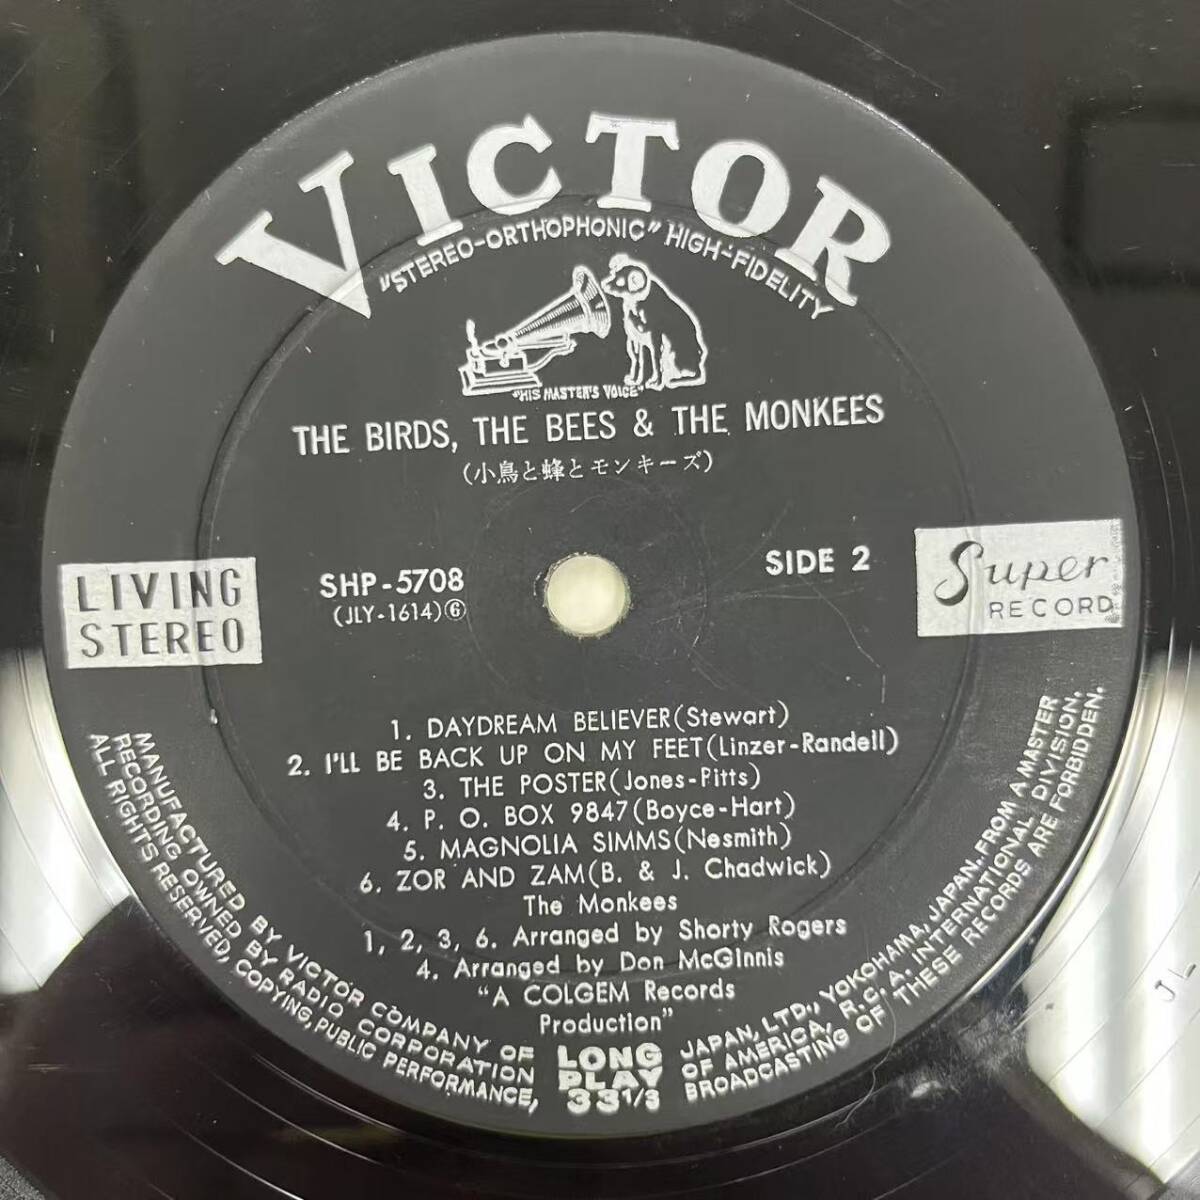 VICTOR
"STEREO-ORTHOPHONIC" HIGH-FIDELITY
"HIS MASTER'S VOICE"
THE BIRDS, THE BEES & THE MONKEES
(小鳥と蜂とモンキーズ)
LIVING
STEREO
SHP-5708
(JLY-1614)⑥
SIDE 2
Super
RECORD
1. DAYDREAM BELIEVER(Stewart)
2. I'LL BE BACK UP ON MY FEET(Linzer-Randell)
3. THE POSTER(Jones-Pitts)
4. P. O. BOX 9847(Boyce-Hart)
5. MAGNOLIA SIMMS(Nesmith)
6. ZOR AND ZAM(B. & J. Chadwick)
The Monkees
1, 2, 3, 6. Arranged by Shorty Rogers
4. Arranged by Don McGinnis
"A COLGEM Records
Production"
LONG
PLAY
33 1/3
MANUFACTURED BY VICTOR COMPANY OF JAPAN, LTD., YOKOHAMA, JAPAN. FROM A MASTER
RECORDING OWNED BY RADIO CORPORATION OF AMERICA, R.C.A. INTERNATIONAL DIVISION.
ALL RIGHTS RESERVED, COPYING, PUBLIC PERFORMANCE, BROADCASTING OF THESE RECORDS ARE FORBIDDEN.
JL